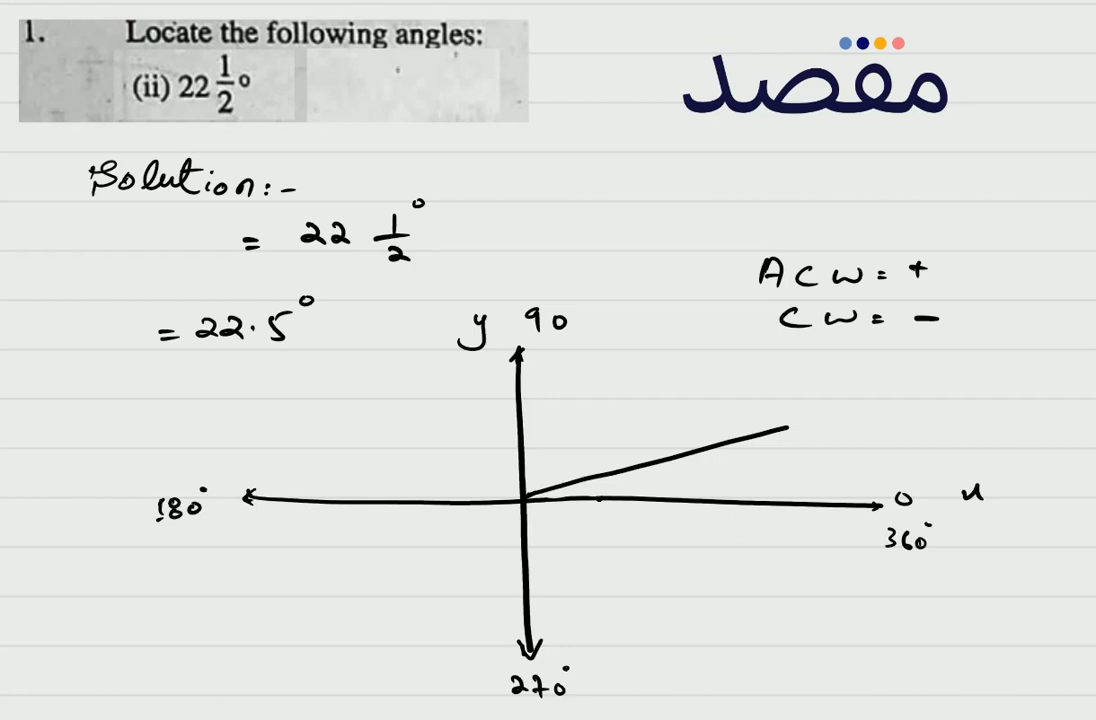 1. Locate the following angles:
(ii) 22 1/2°
مقصد
Solution:-
= 22 1/2°
= 22.5°
ACW = +
CW = -
y 90
180°
0 x
360°
270°